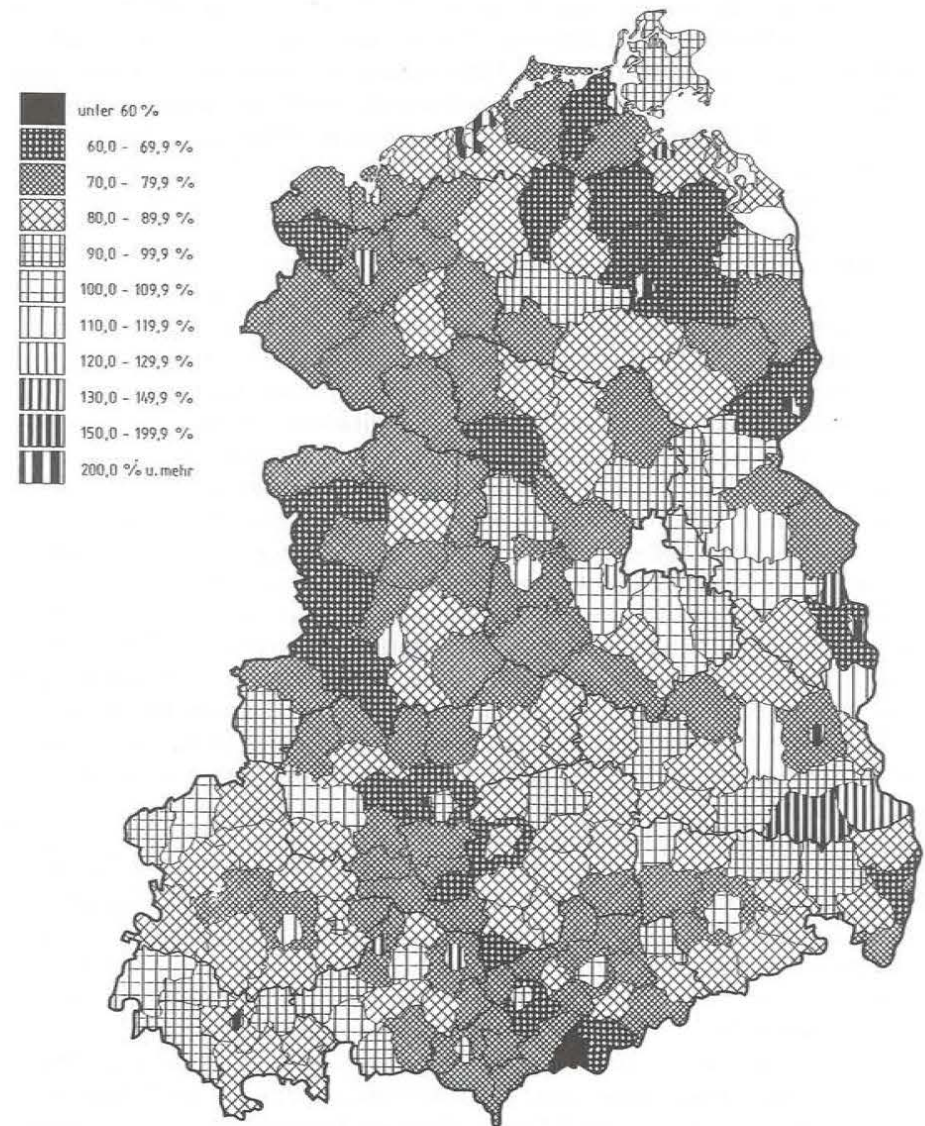 unter 60 %
60,0 - 69,9 %
70,0 - 79,9 %
80,0 - 89,9 %
90,0 - 99,9 %
100,0 - 109,9 %
110,0 - 119,9 %
120,0 - 129,9 %
130,0 - 149,9 %
150,0 - 199,9 %
200,0 % u. mehr